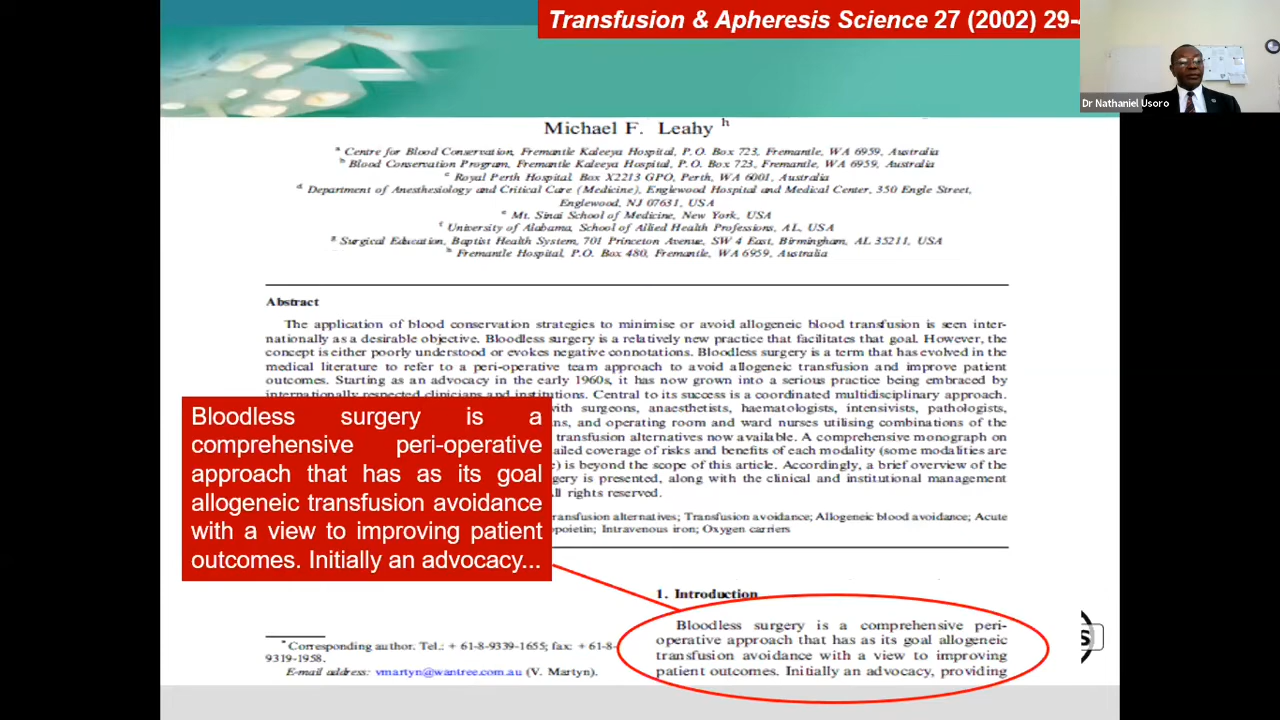 Transfusion & Apheresis Science 27 (2002) 29-
Dr Nathaniel Usoro
Michael F. Leahy h
a Centre for Blood Conservation, Fremantle Kaleeya Hospital, P.O. Box 723, Fremantle, WA 6959, Australia
b Blood Conservation Program, Fremantle Kaleeya Hospital, P.O. Box 723, Fremantle, WA 6959, Australia
c Royal Perth Hospital, Box X2213 GPO, Perth, WA 6001, Australia
d Department of Anesthesiology and Critical Care (Medicine), Englewood Hospital and Medical Center, 350 Engle Street,
Englewood, NJ 07631, USA
e Mt. Sinai School of Medicine, New York, USA
f University of Alabama, School of Allied Health Professions, AL, USA
g Surgical Education, Baptist Health System, 701 Princeton Avenue, SW 4 East, Birmingham, AL 35211, USA
h Fremantle Hospital, P.O. Box 480, Fremantle, WA 6959, Australia
Abstract
The application of blood conservation strategies to minimise or avoid allogeneic blood transfusion is seen inter-
nationally as a desirable objective. Bloodless surgery is a relatively new practice that facilitates that goal. However, the
concept is either poorly understood or evokes negative connotations. Bloodless surgery is a term that has evolved in the
medical literature to refer to a peri-operative team approach to avoid allogeneic transfusion and improve patient
outcomes. Starting as an advocacy in the early 1960s, it has now grown into a serious practice being embraced by
internationally respected clinicians and institutions. Central to its success is a coordinated multidisciplinary approach.
with surgeons, anaesthetists, haematologists, intensivists, pathologists,
and operating room and ward nurses utilising combinations of the
transfusion alternatives now available. A comprehensive monograph on
coverage of risks and benefits of each modality (some modalities are
is beyond the scope of this article. Accordingly, a brief overview of the
is presented, along with the clinical and institutional management
rights reserved.
transfusion alternatives; Transfusion avoidance; Allogeneic blood avoidance; Acute
Intravenous iron; Oxygen carriers
Bloodless surgery is a
comprehensive peri-operative
approach that has as its goal
allogeneic transfusion avoidance
with a view to improving patient
outcomes. Initially an advocacy...
* Corresponding author. Tel.: + 61-8-9339-1655; fax: + 61-8-
9319-1958.
E-mail address: vmartyn@wantree.com.au (V. Martyn).
1. Introduction
Bloodless surgery is a comprehensive peri-
operative approach that has as its goal allogeneic
transfusion avoidance with a view to improving
patient outcomes. Initially an advocacy, providing
S